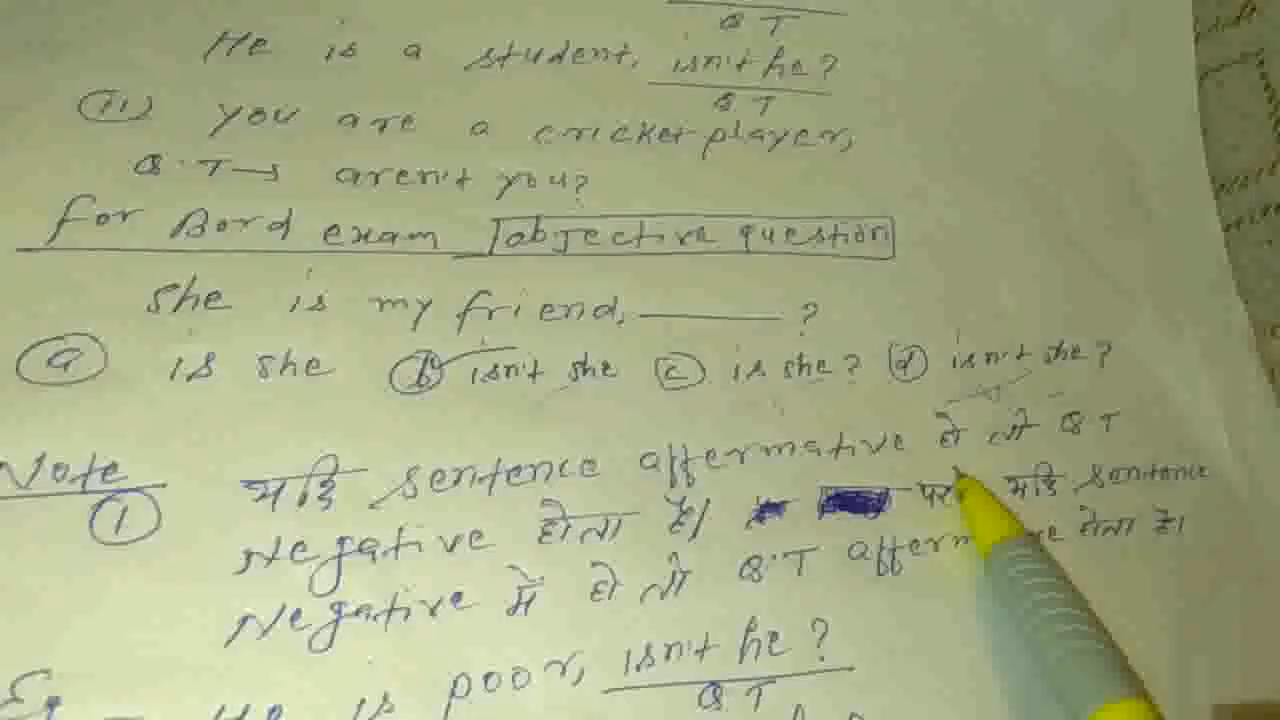 Q T
He is a student, isn't he?
Q T
(ii) You are a cricket player,
Q.T → aren't you?
For Bord exam objective question
She is my friend, ———— ?
(a) is she (b) isn't she (c) is she? (d) isn't she?
Note यदि sentence affermative हो तो Q T
(1) Negative होता है। पर यदि sentence
Negative में हो तो Q.T होता है।
Eg - He is poor, isn't he?
Q T